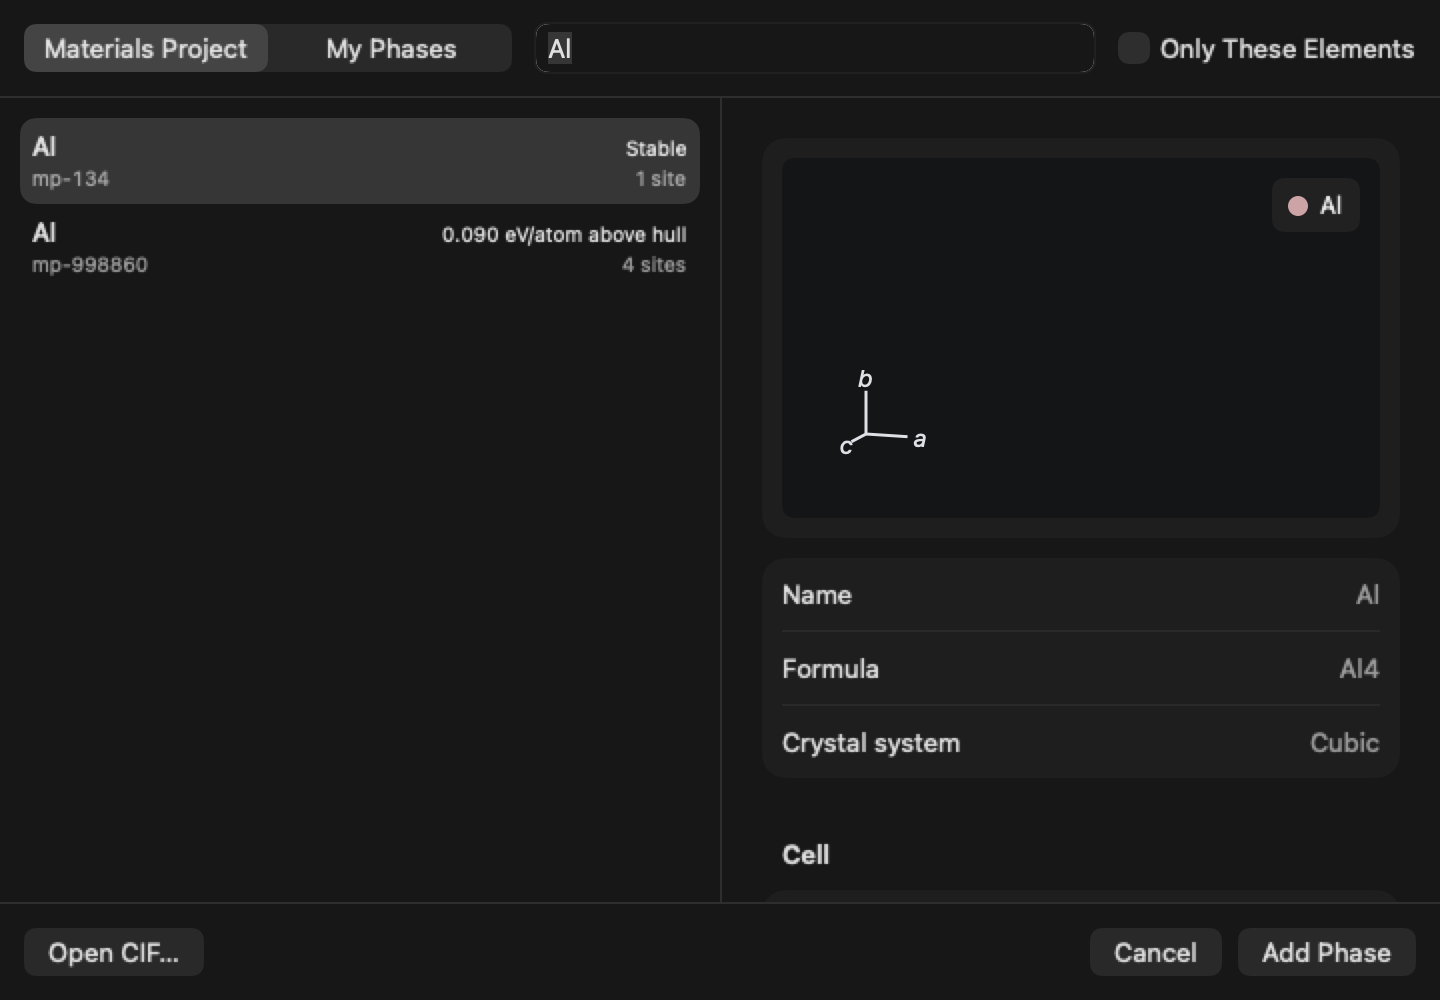 Materials Project
My Phases
Al
Only These Elements
Al
Stable
mp-134
1 site
Al
0.090 eV/atom above hull
mp-998860
4 sites
Al
b
c
a
Name
Al
Formula
Al4
Crystal system
Cubic
Cell
Open CIF...
Cancel
Add Phase